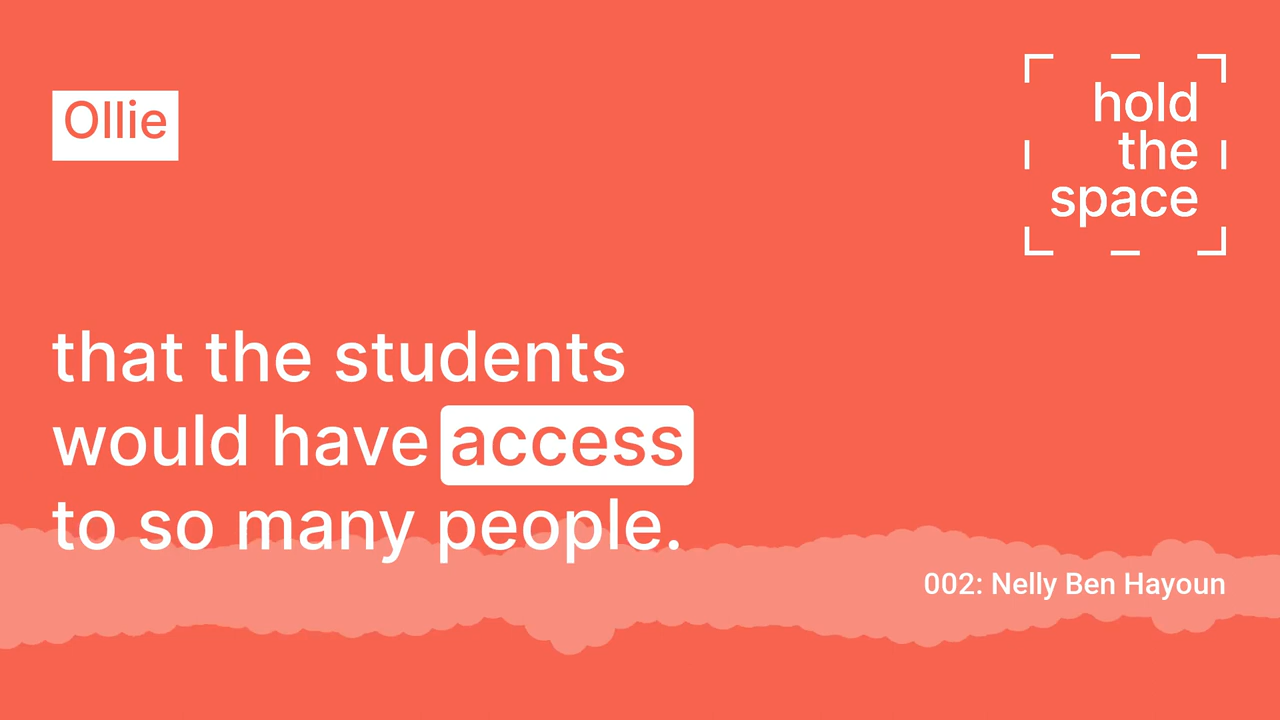 Ollie
hold
the
space
that the students
would have access
to so many people.
002: Nelly Ben Hayoun